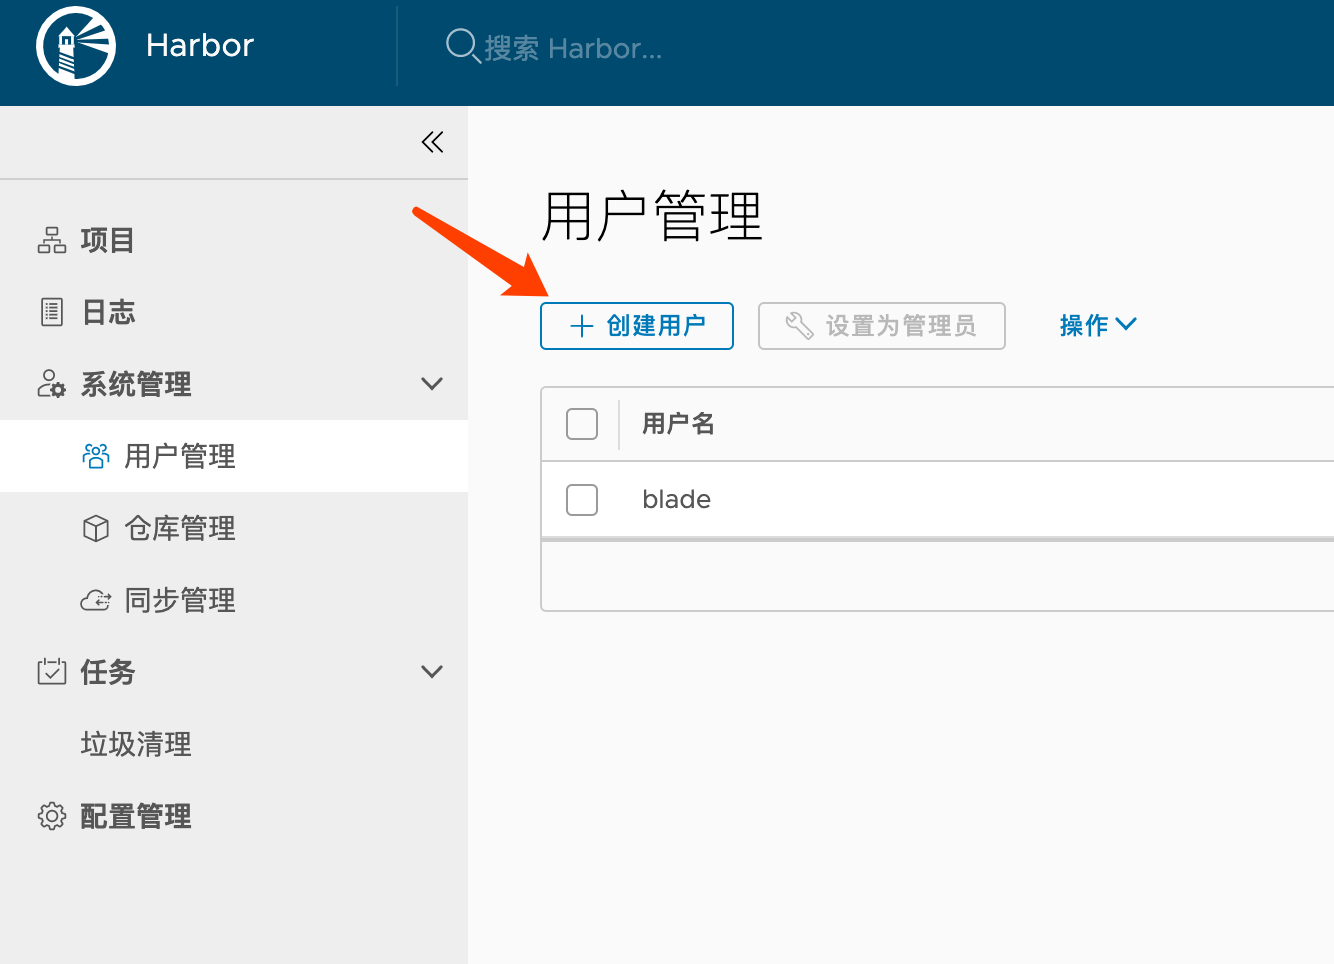 Harbor
搜索 Harbor...
项目
日志
系统管理
用户管理
仓库管理
同步管理
任务
垃圾清理
配置管理
用户管理
创建用户
设置为管理员
操作
用户名
blade